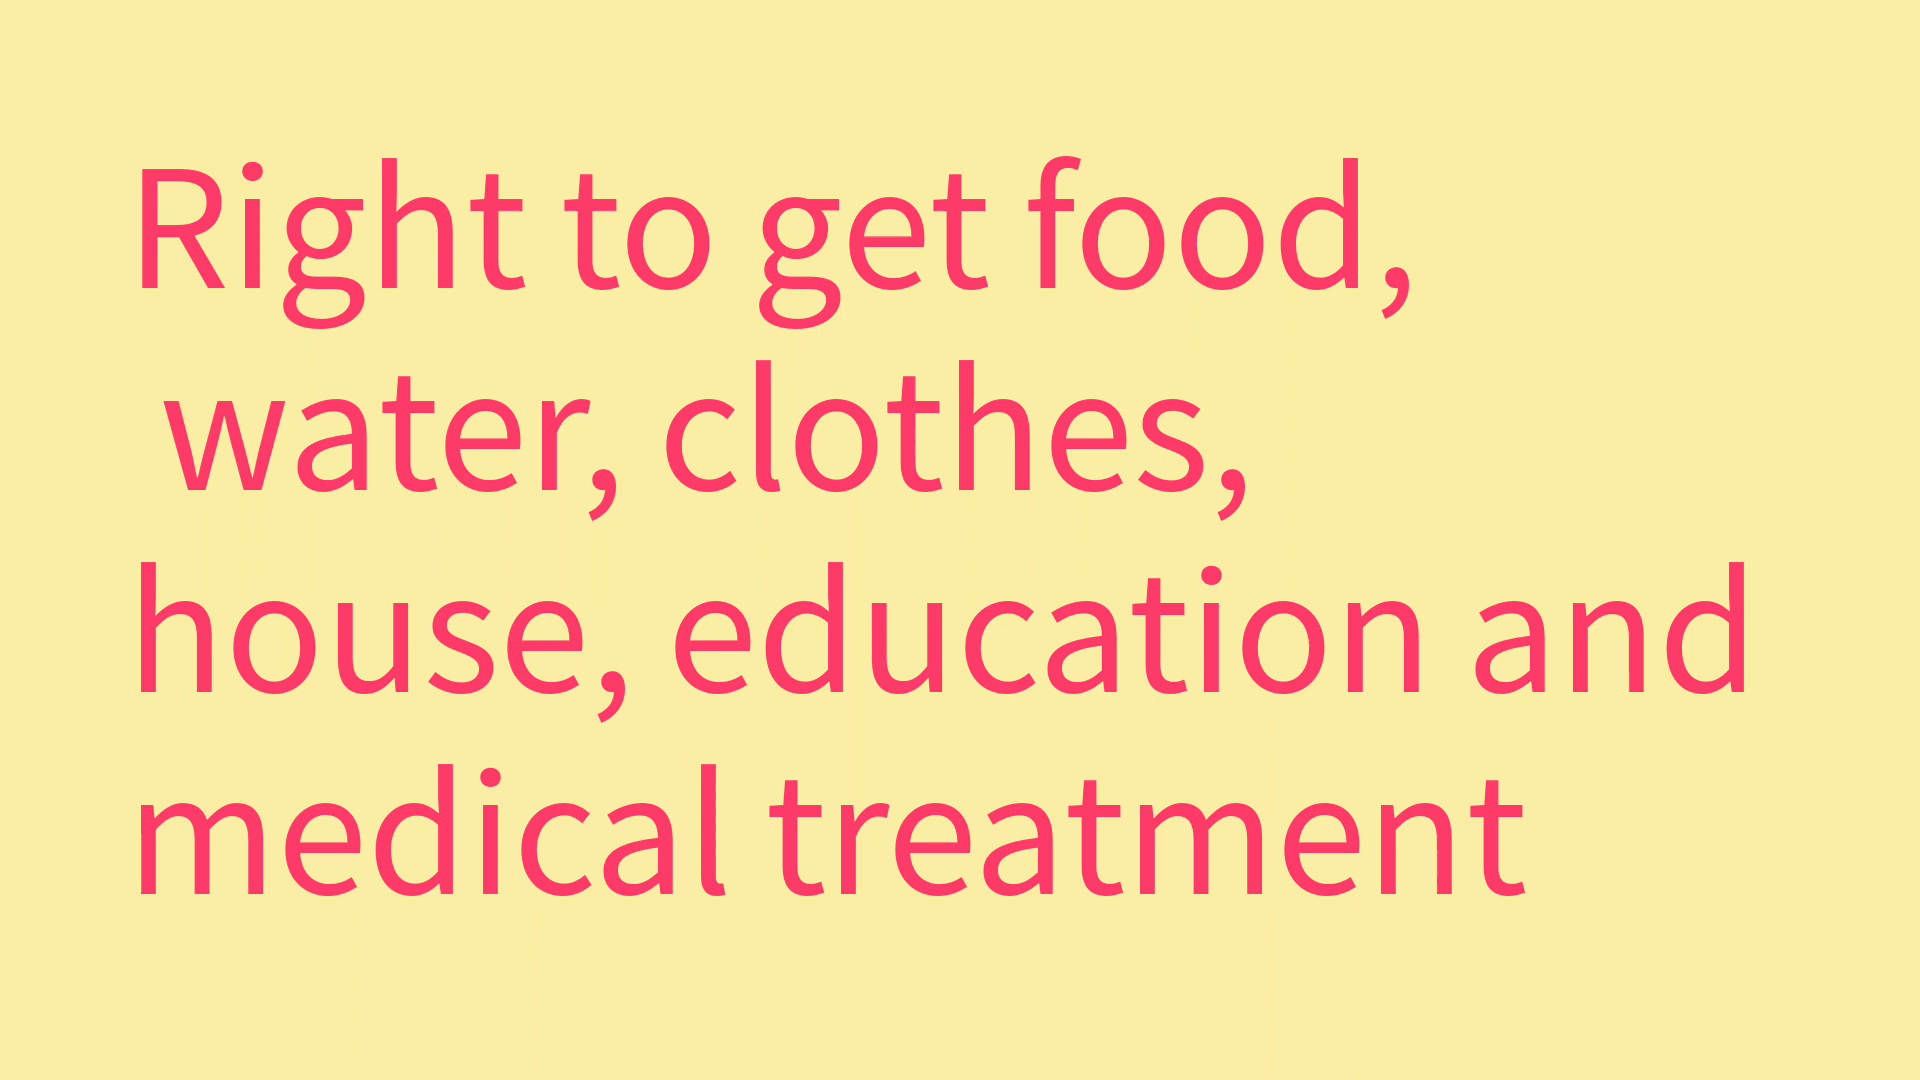 Right to get food,
water, clothes,
house, education and
medical treatment